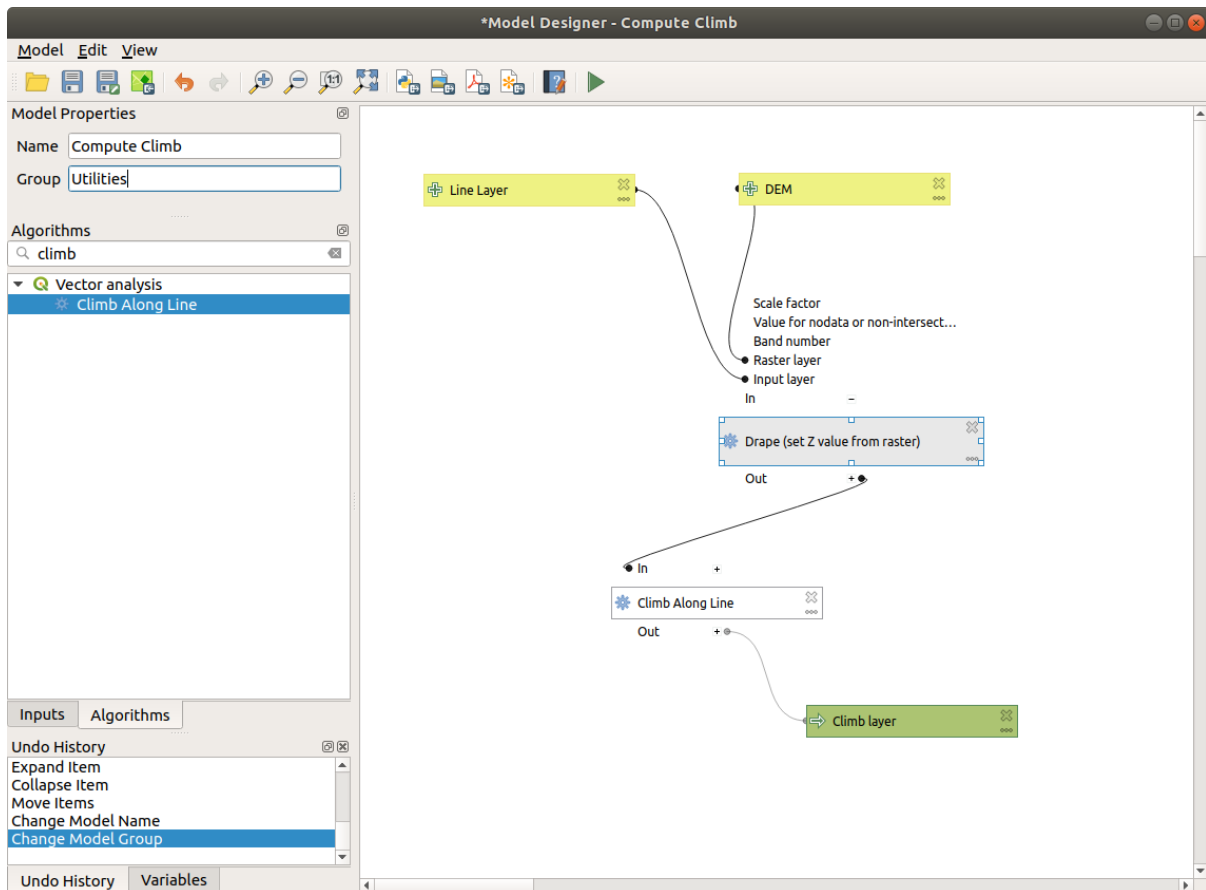 *Model Designer - Compute Climb
Model Edit View
1:1
Model Properties
Name Compute Climb
Group Utilities
Algorithms
climb
Vector analysis
Climb Along Line
Inputs Algorithms
Undo History
Expand Item
Collapse Item
Move Items
Change Model Name
Change Model Group
Undo History Variables
Line Layer
DEM
Scale factor
Value for nodata or non-intersect…
Band number
Raster layer
Input layer
In −
Drape (set Z value from raster)
Out +
In +
Climb Along Line
Out +
Climb layer